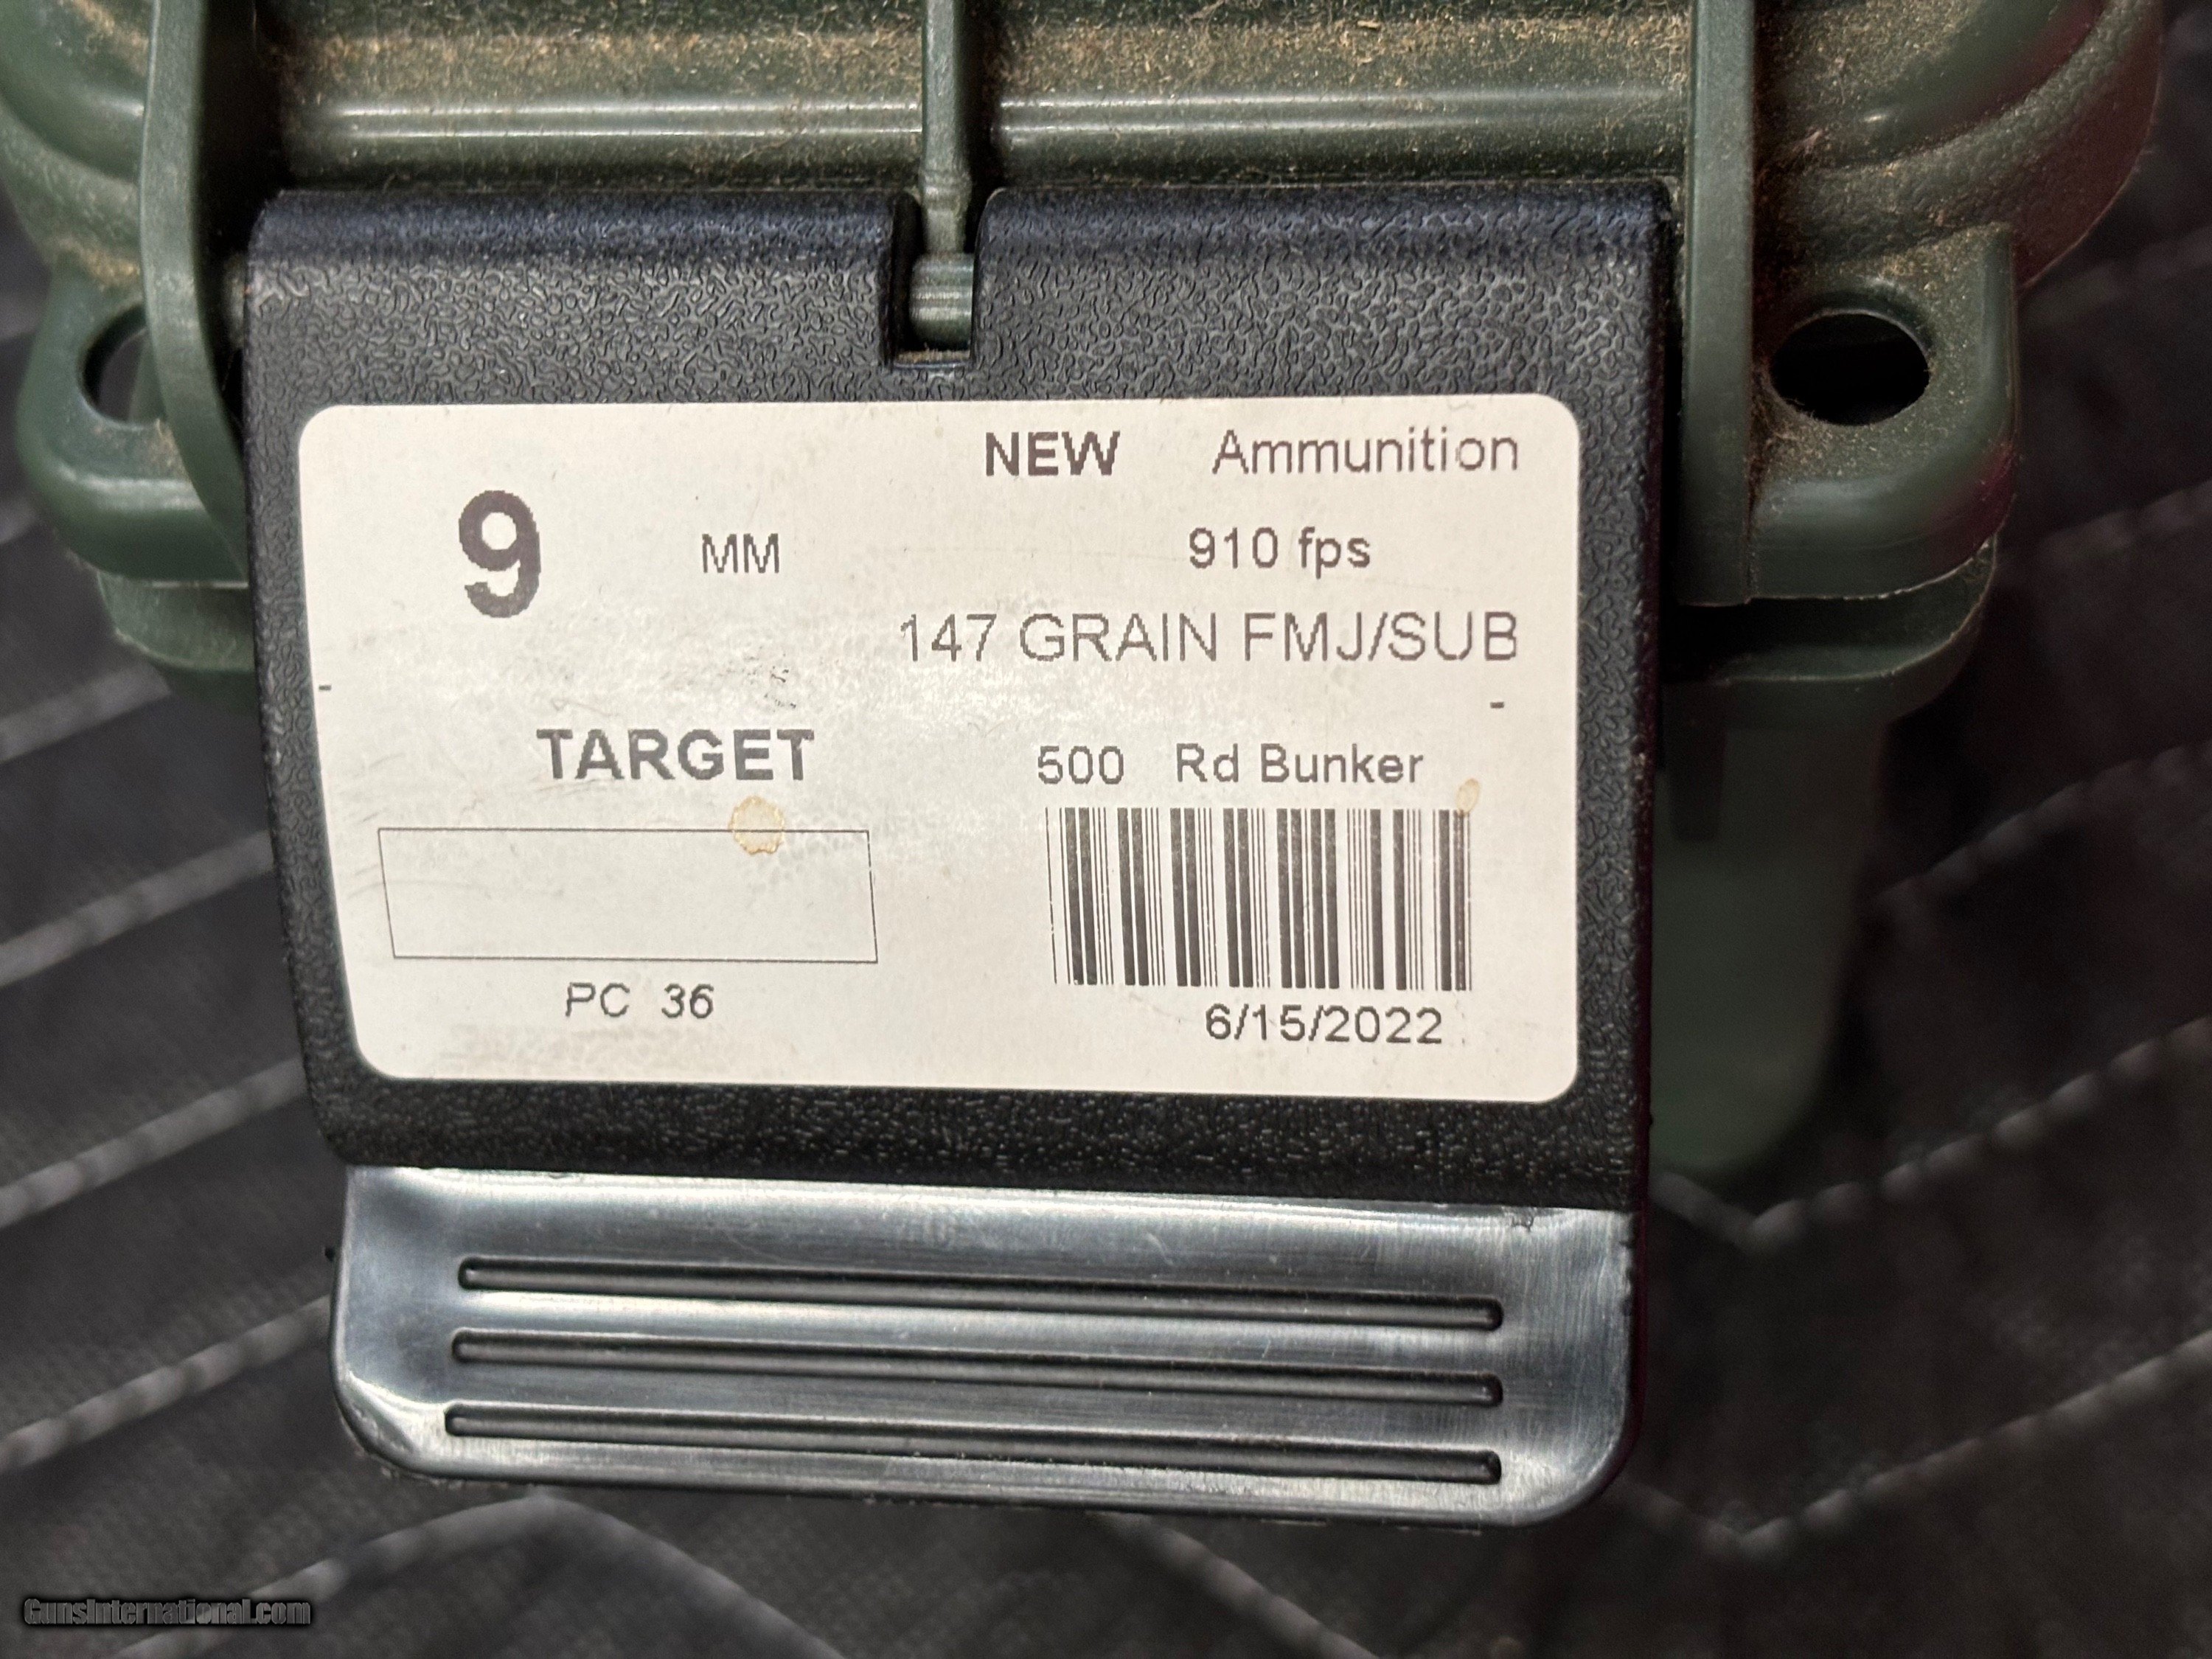 NEW Ammunition
9 MM 910 fps
147 GRAIN FMJ/SUB
- -
TARGET 500 Rd Bunker
PC 36 6/15/2022
GunsInternational.com